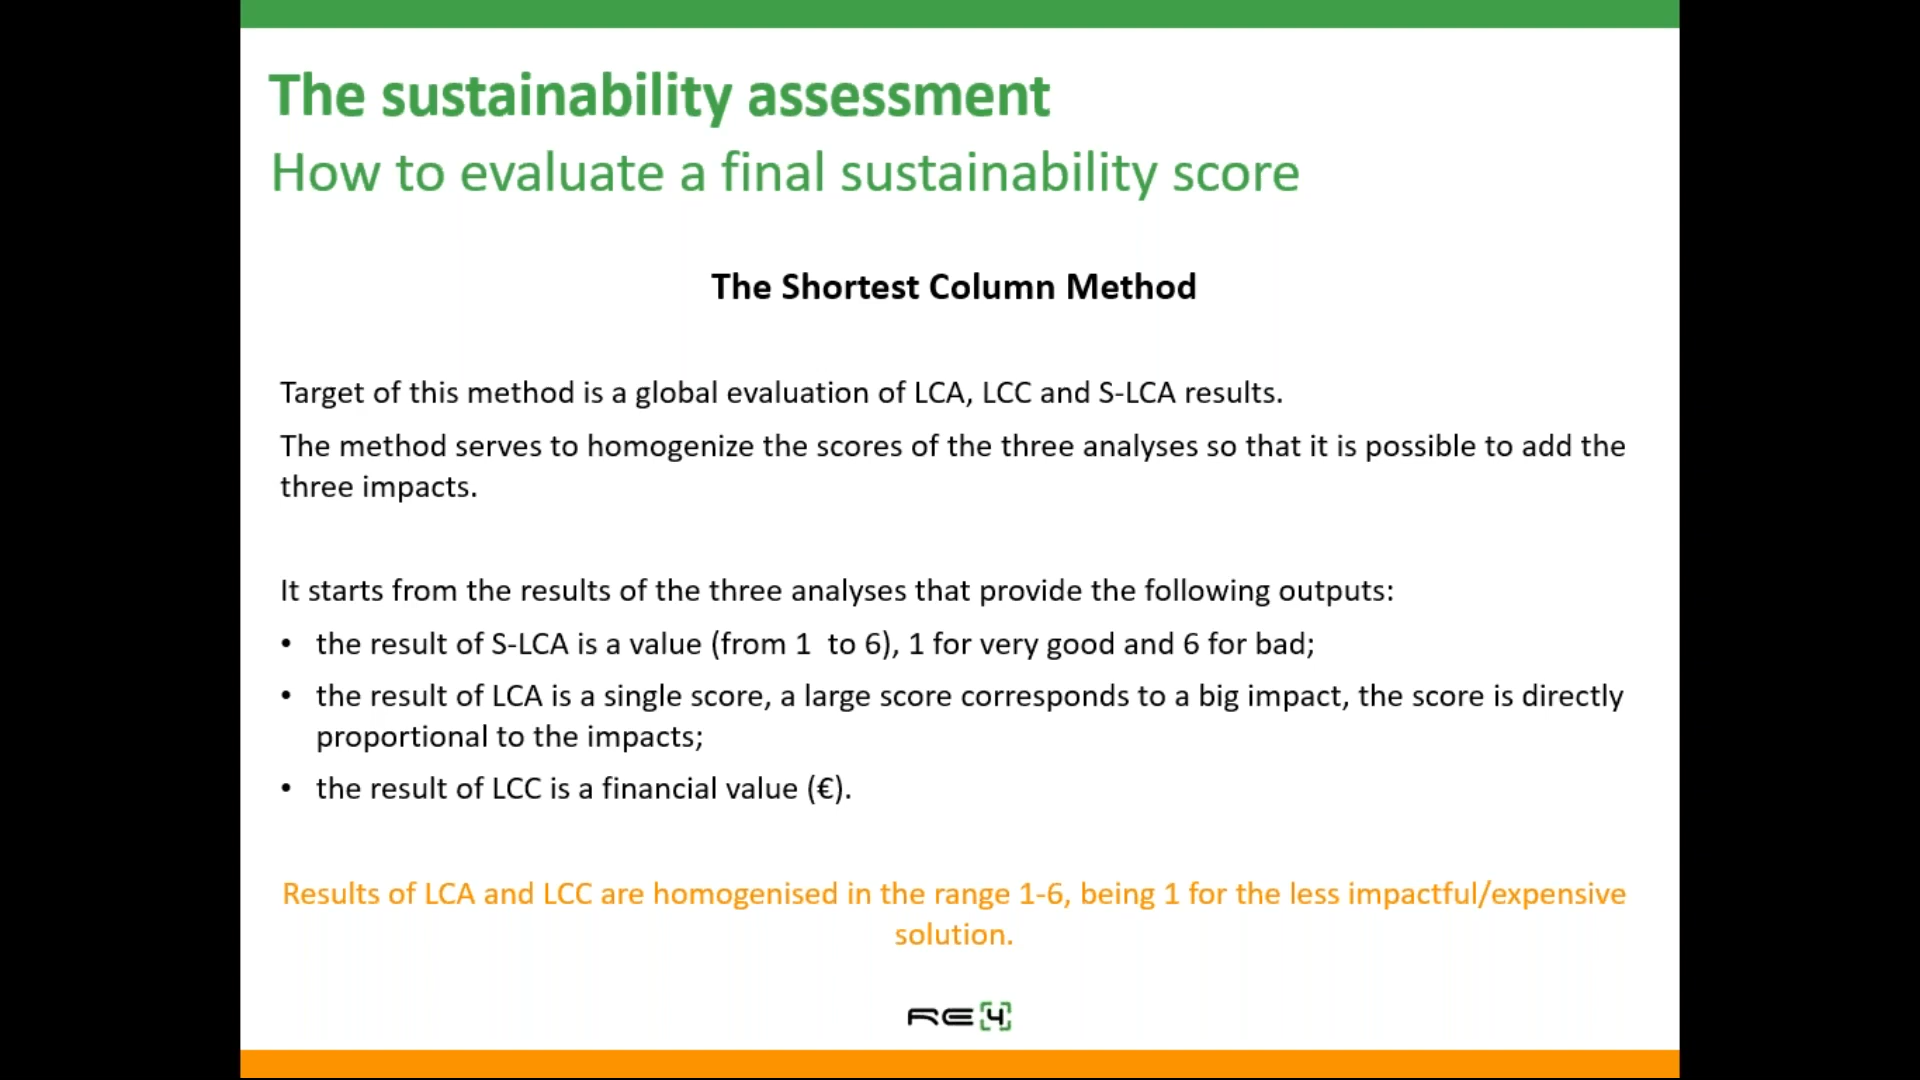 The sustainability assessment
How to evaluate a final sustainability score
The Shortest Column Method
Target of this method is a global evaluation of LCA, LCC and S-LCA results.
The method serves to homogenize the scores of the three analyses so that it is possible to add the
three impacts.
It starts from the results of the three analyses that provide the following outputs:
• the result of S-LCA is a value (from 1  to 6), 1 for very good and 6 for bad;
• the result of LCA is a single score, a large score corresponds to a big impact, the score is directly
proportional to the impacts;
• the result of LCC is a financial value (€).
Results of LCA and LCC are homogenised in the range 1-6, being 1 for the less impactful/expensive
solution.
RE4